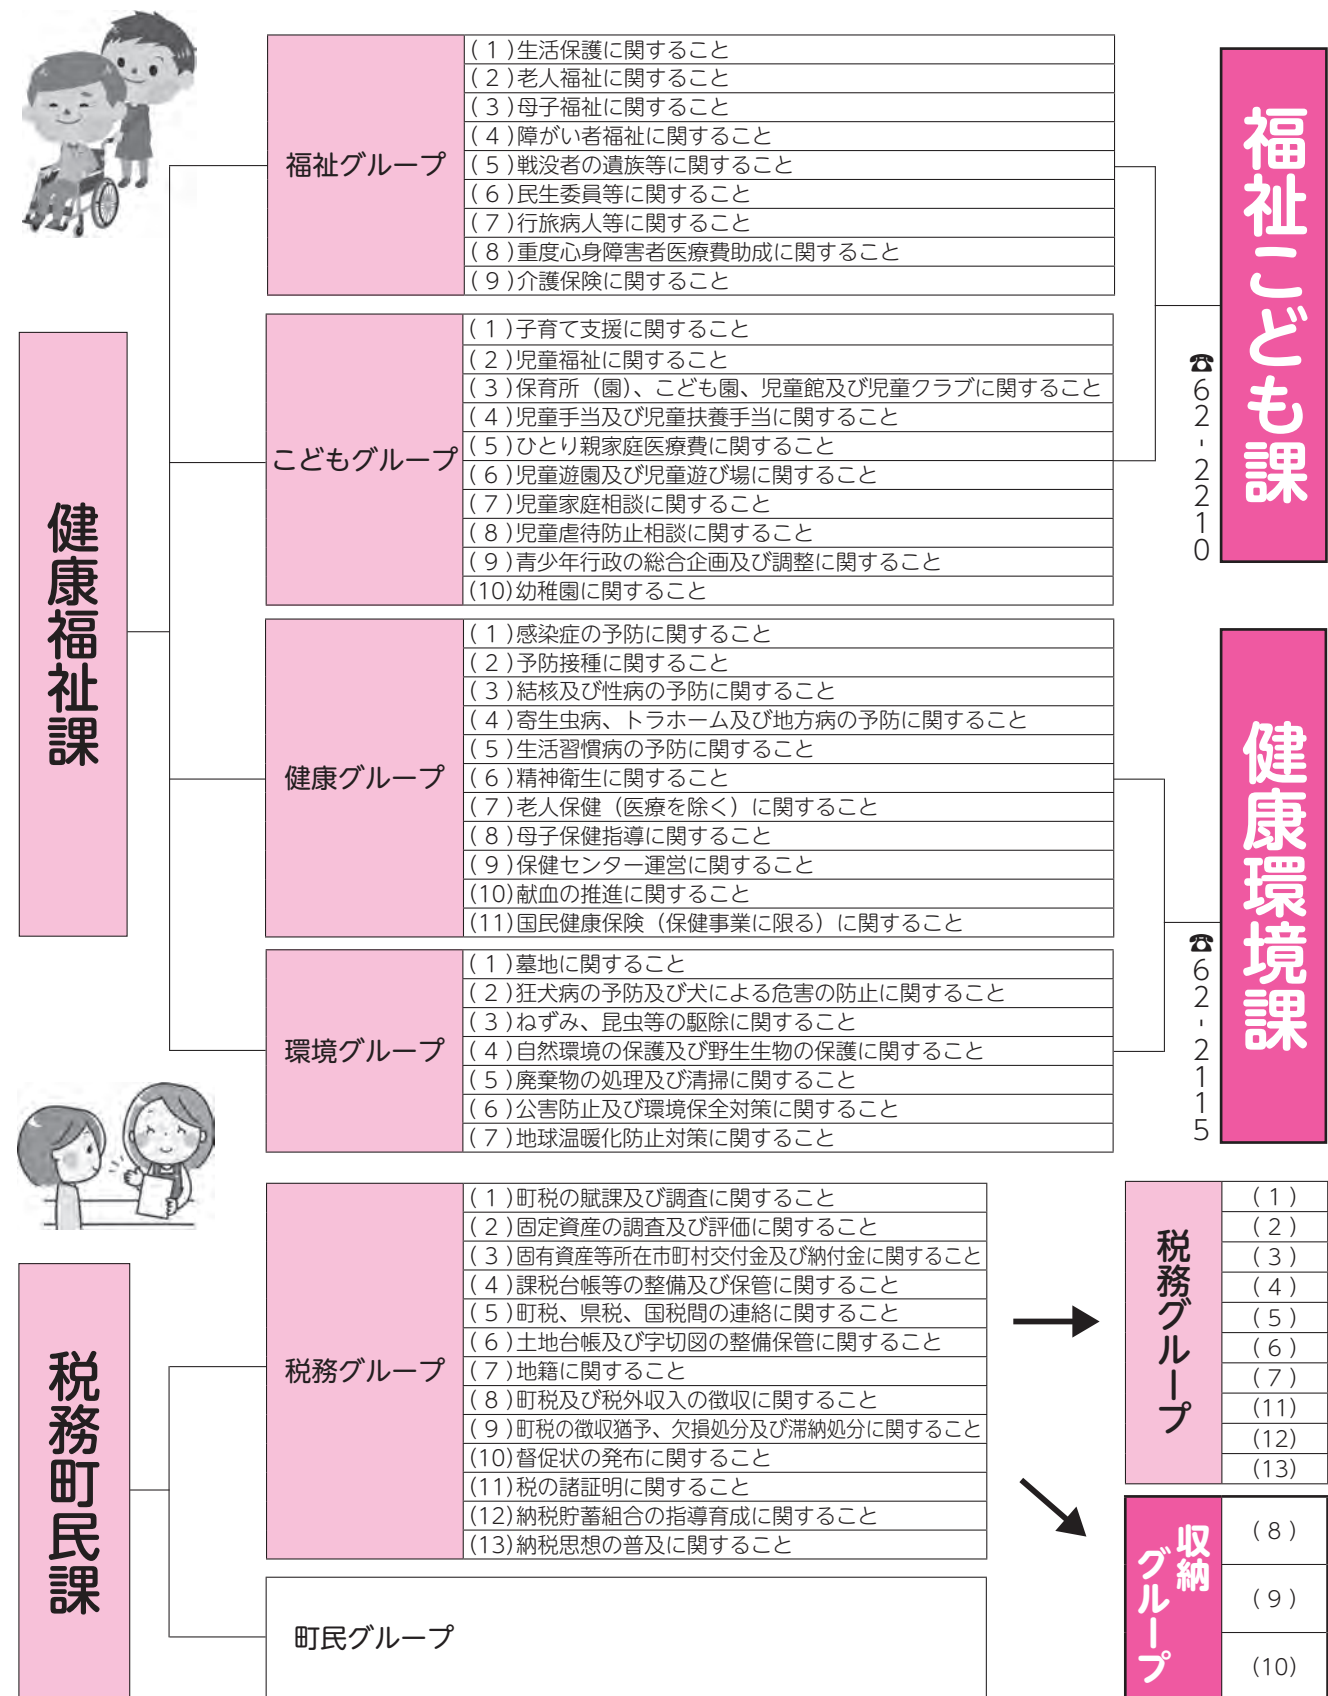 健康福祉課
福祉グループ
( 1 )生活保護に関すること
( 2 )老人福祉に関すること
( 3 )母子福祉に関すること
( 4 )障がい者福祉に関すること
( 5 )戦没者の遺族等に関すること
( 6 )民生委員等に関すること
( 7 )行旅病人等に関すること
( 8 )重度心身障害者医療費助成に関すること
( 9 )介護保険に関すること
こどもグループ
( 1 )子育て支援に関すること
( 2 )児童福祉に関すること
( 3 )保育所（園）、こども園、児童館及び児童クラブに関すること
( 4 )児童手当及び児童扶養手当に関すること
( 5 )ひとり親家庭医療費に関すること
( 6 )児童遊園及び児童遊び場に関すること
( 7 )児童家庭相談に関すること
( 8 )児童虐待防止相談に関すること
( 9 )青少年行政の総合企画及び調整に関すること
(10)幼稚園に関すること
福祉こども課
☎62-2210
健康グループ
( 1 )感染症の予防に関すること
( 2 )予防接種に関すること
( 3 )結核及び性病の予防に関すること
( 4 )寄生虫病、トラホーム及び地方病の予防に関すること
( 5 )生活習慣病の予防に関すること
( 6 )精神衛生に関すること
( 7 )老人保健（医療を除く）に関すること
( 8 )母子保健指導に関すること
( 9 )保健センター運営に関すること
(10)献血の推進に関すること
(11)国民健康保険（保健事業に限る）に関すること
環境グループ
( 1 )墓地に関すること
( 2 )狂犬病の予防及び犬による危害の防止に関すること
( 3 )ねずみ、昆虫等の駆除に関すること
( 4 )自然環境の保護及び野生生物の保護に関すること
( 5 )廃棄物の処理及び清掃に関すること
( 6 )公害防止及び環境保全対策に関すること
( 7 )地球温暖化防止対策に関すること
健康環境課
☎62-2115
税務町民課
税務グループ
( 1 )町税の賦課及び調査に関すること
( 2 )固定資産の調査及び評価に関すること
( 3 )固有資産等所在市町村交付金及び納付金に関すること
( 4 )課税台帳等の整備及び保管に関すること
( 5 )町税、県税、国税間の連絡に関すること
( 6 )土地台帳及び字切図の整備保管に関すること
( 7 )地籍に関すること
( 8 )町税及び税外収入の徴収に関すること
( 9 )町税の徴収猶予、欠損処分及び滞納処分に関すること
(10)督促状の発布に関すること
(11)税の諸証明に関すること
(12)納税貯蓄組合の指導育成に関すること
(13)納税思想の普及に関すること
町民グループ
税務グループ
( 1 )
( 2 )
( 3 )
( 4 )
( 5 )
( 6 )
( 7 )
(11)
(12)
(13)
収納
グループ
( 8 )
( 9 )
(10)